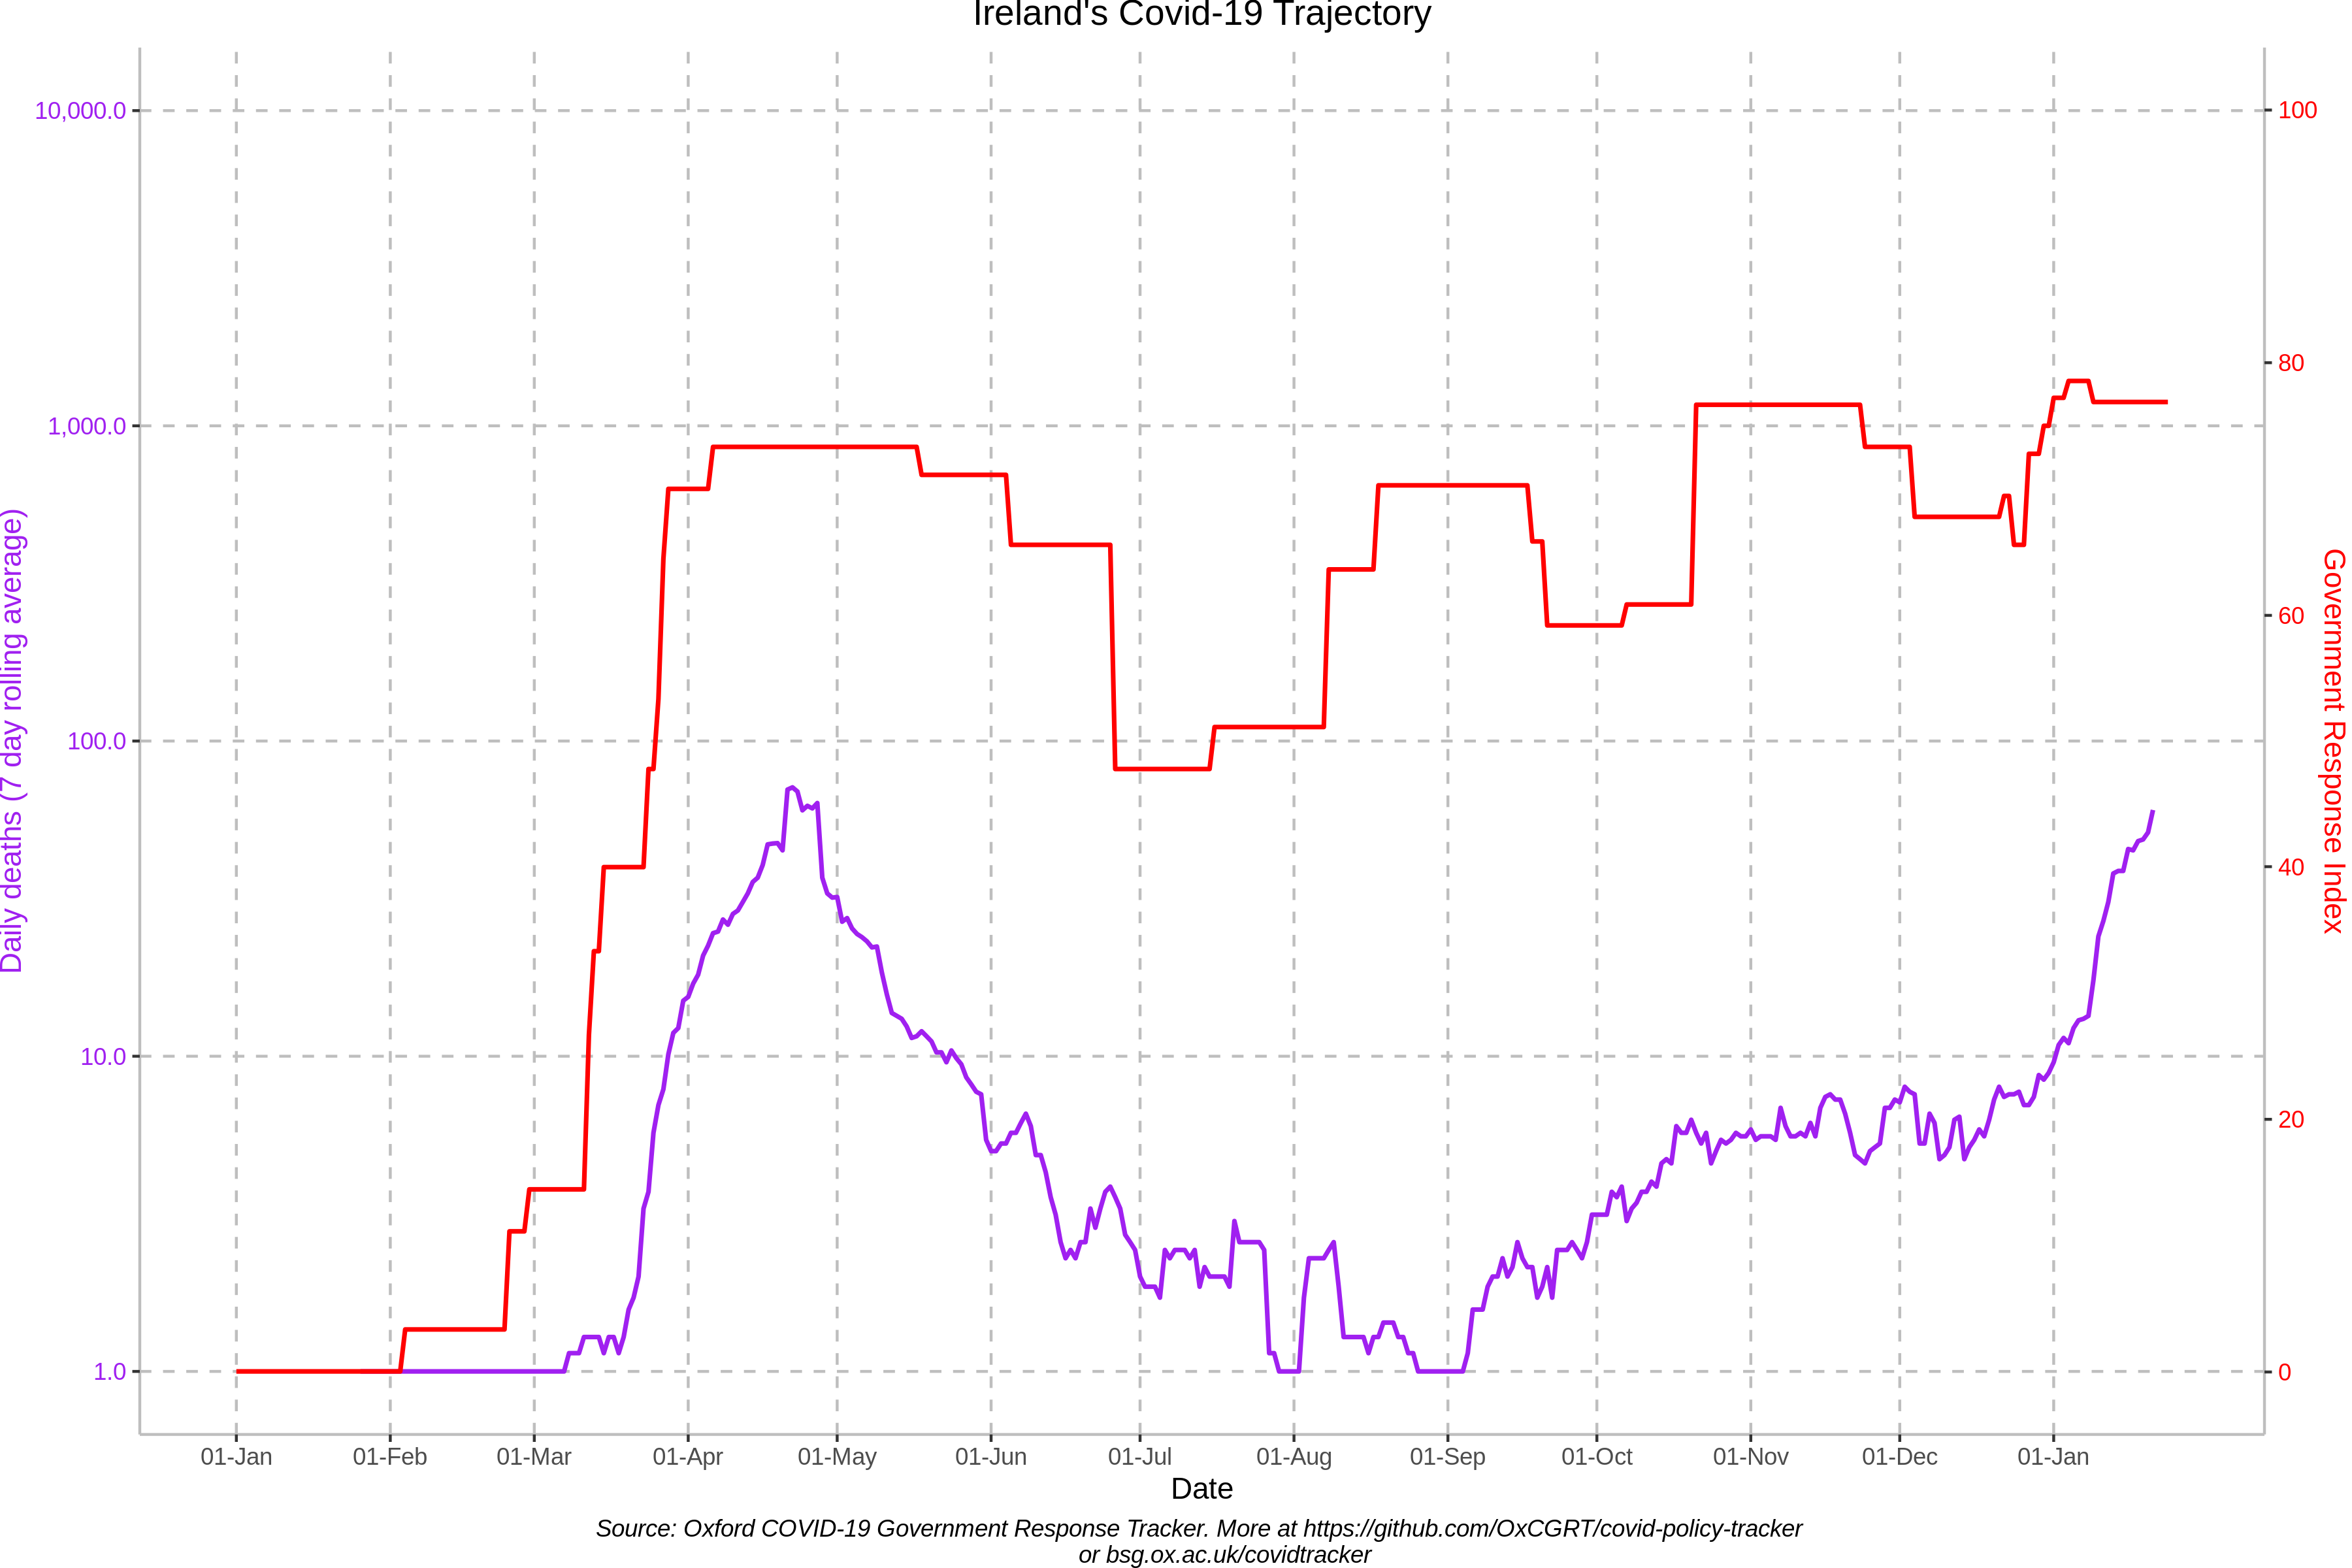 Ireland's Covid-19 Trajectory
10,000.0
1,000.0
100.0
10.0
1.0
Daily deaths (7 day rolling average)
100
80
60
40
20
0
Government Response Index
01-Jan
01-Feb
01-Mar
01-Apr
01-May
01-Jun
01-Jul
01-Aug
01-Sep
01-Oct
01-Nov
01-Dec
01-Jan
Date
Source: Oxford COVID-19 Government Response Tracker. More at https://github.com/OxCGRT/covid-policy-tracker
or bsg.ox.ac.uk/covidtracker